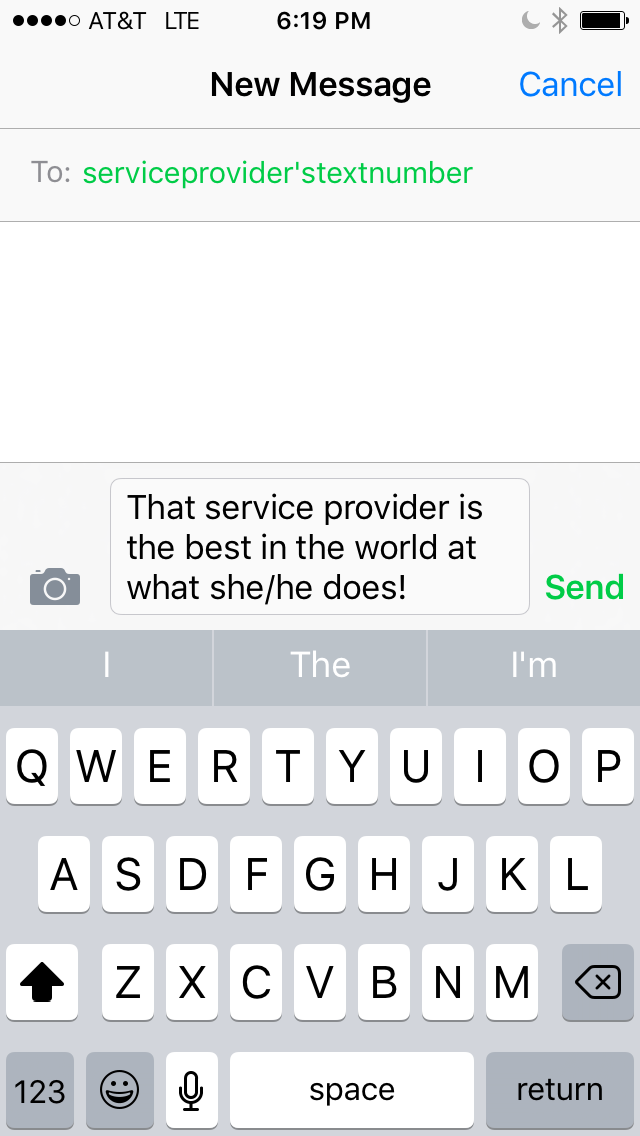 AT&T LTE 6:19 PM
New Message Cancel
To: serviceprovider'stextnumber
That service provider is
the best in the world at
what she/he does!
Send
I The I'm
Q W E R T Y U I O P
A S D F G H J K L
Z X C V B N M
123 space return